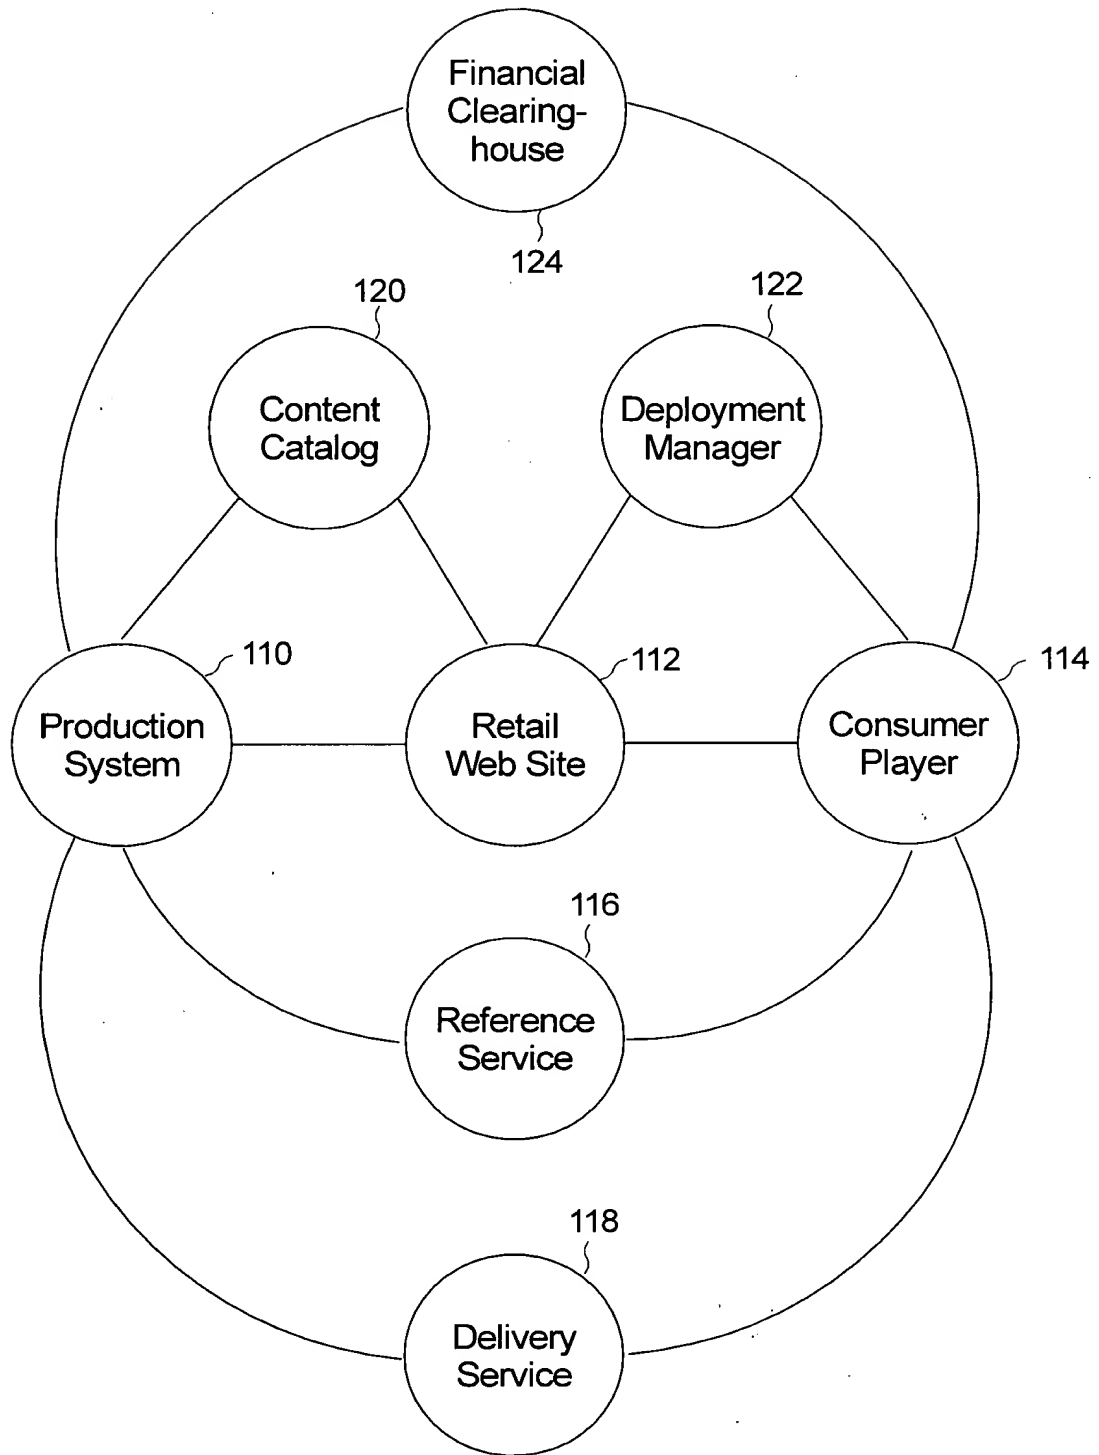 Financial
Clearing-
house
124
120
122
Content
Catalog
Deployment
Manager
110
112
114
Production
System
Retail
Web Site
Consumer
Player
116
Reference
Service
118
Delivery
Service